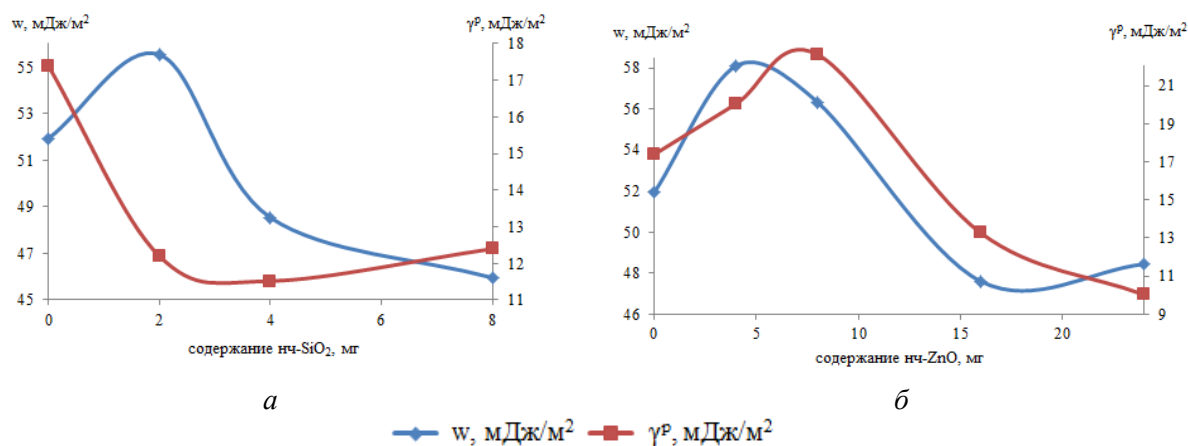 w, мДж/м²
γᵖ, мДж/м²
55
53
51
49
47
45
18
17
16
15
14
13
12
11
0 2 4 6 8
содержание нч-SiO₂, мг
а
w, мДж/м²
γᵖ, мДж/м²
58
56
54
52
50
48
46
21
19
17
15
13
11
9
0 5 10 15 20
содержание нч-ZnO, мг
б
w, мДж/м² γᵖ, мДж/м²